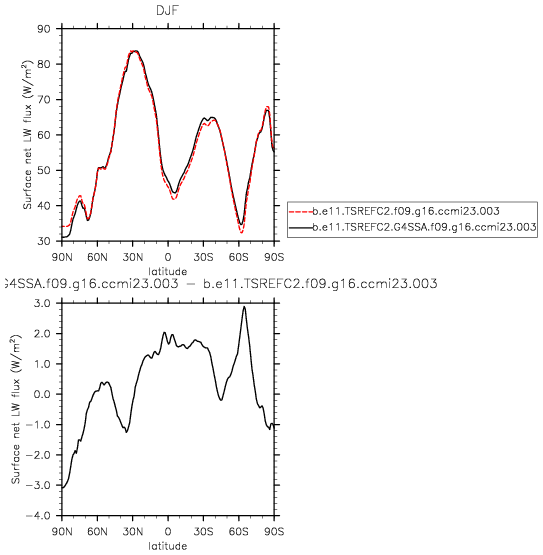 DJF
90
80
70
60
50
40
30
Surface net LW flux (W/m²)
90N 60N 30N 0 30S 60S 90S
latitude
b.e11.TSREFC2.f09.g16.ccmi23.003
b.e11.TSREFC2.G4SSA.f09.g16.ccmi23.003
G4SSA.f09.g16.ccmi23.003 − b.e11.TSREFC2.f09.g16.ccmi23.003
3.0
2.0
1.0
0.0
−1.0
−2.0
−3.0
−4.0
Surface net LW flux (W/m²)
90N 60N 30N 0 30S 60S 90S
latitude